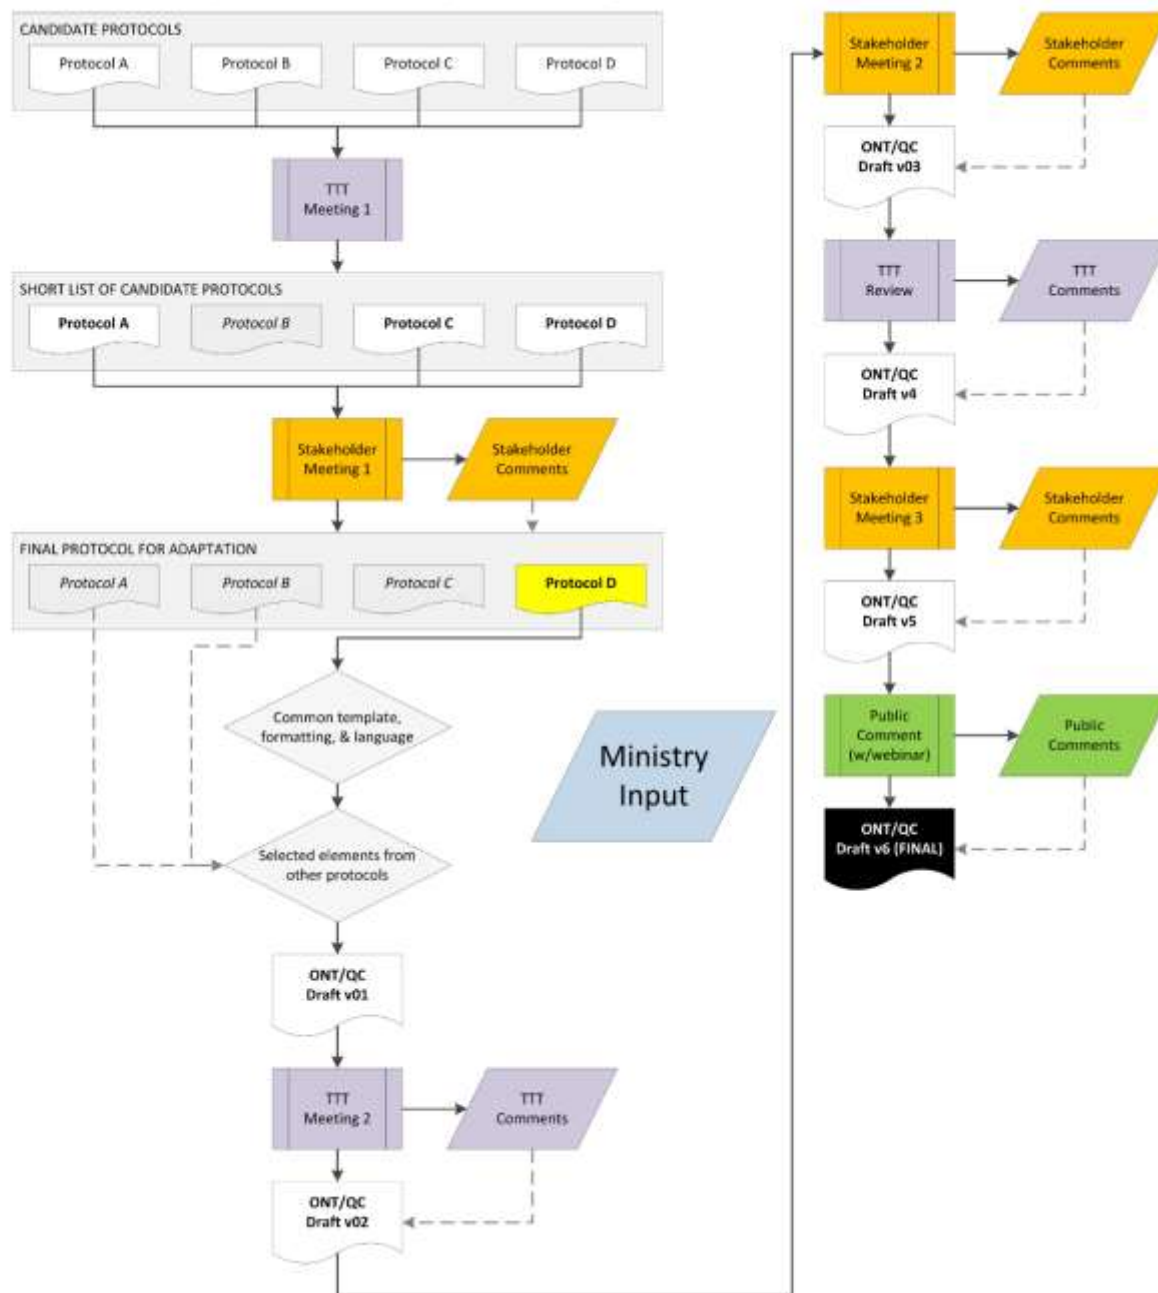 CANDIDATE PROTOCOLS
Protocol A
Protocol B
Protocol C
Protocol D
TTT
Meeting 1
SHORT LIST OF CANDIDATE PROTOCOLS
Protocol A
Protocol B
Protocol C
Protocol D
Stakeholder
Meeting 1
Stakeholder
Comments
FINAL PROTOCOL FOR ADAPTATION
Protocol A
Protocol B
Protocol C
Protocol D
Common template,
formatting, & language
Selected elements from
other protocols
ONT/QC
Draft v01
TTT
Meeting 2
TTT
Comments
ONT/QC
Draft v02
Ministry
Input
Stakeholder
Meeting 2
Stakeholder
Comments
ONT/QC
Draft v03
TTT
Review
TTT
Comments
ONT/QC
Draft v4
Stakeholder
Meeting 3
Stakeholder
Comments
ONT/QC
Draft v5
Public
Comment
(w/webinar)
Public
Comments
ONT/QC
Draft v6 (FINAL)